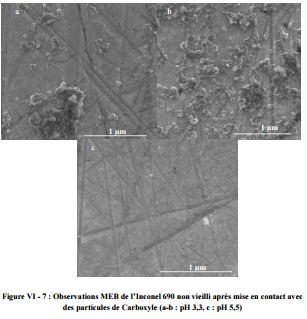 a
b
1 µm
1 µm
c
1 µm
Figure VI - 7 : Observations MEB de l'Inconel 690 non vieilli après mise en contact avec
des particules de Carboxyle (a-b : pH 3,3, c : pH 5,5)